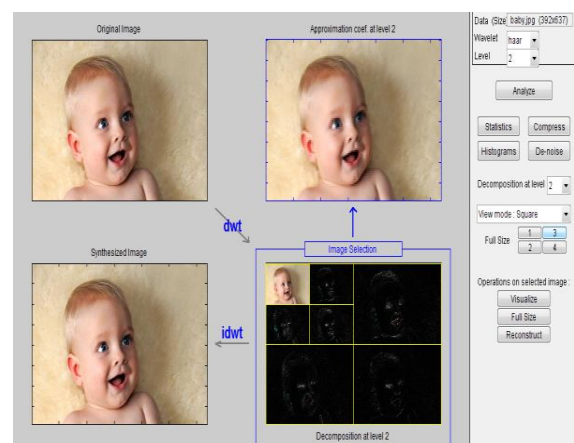 Original Image
Approximation coef. at level 2
dwt
Synthesized Image
Image Selection
idwt
Decomposition at level 2
Data (Size) baby.jpg (392x637)
Wavelet haar
Level 2
Analyze
Statistics Compress
Histograms De-noise
Decomposition at level 2
View mode : Square
Full Size 1 3
2 4
Operations on selected image :
Visualize
Full Size
Reconstruct